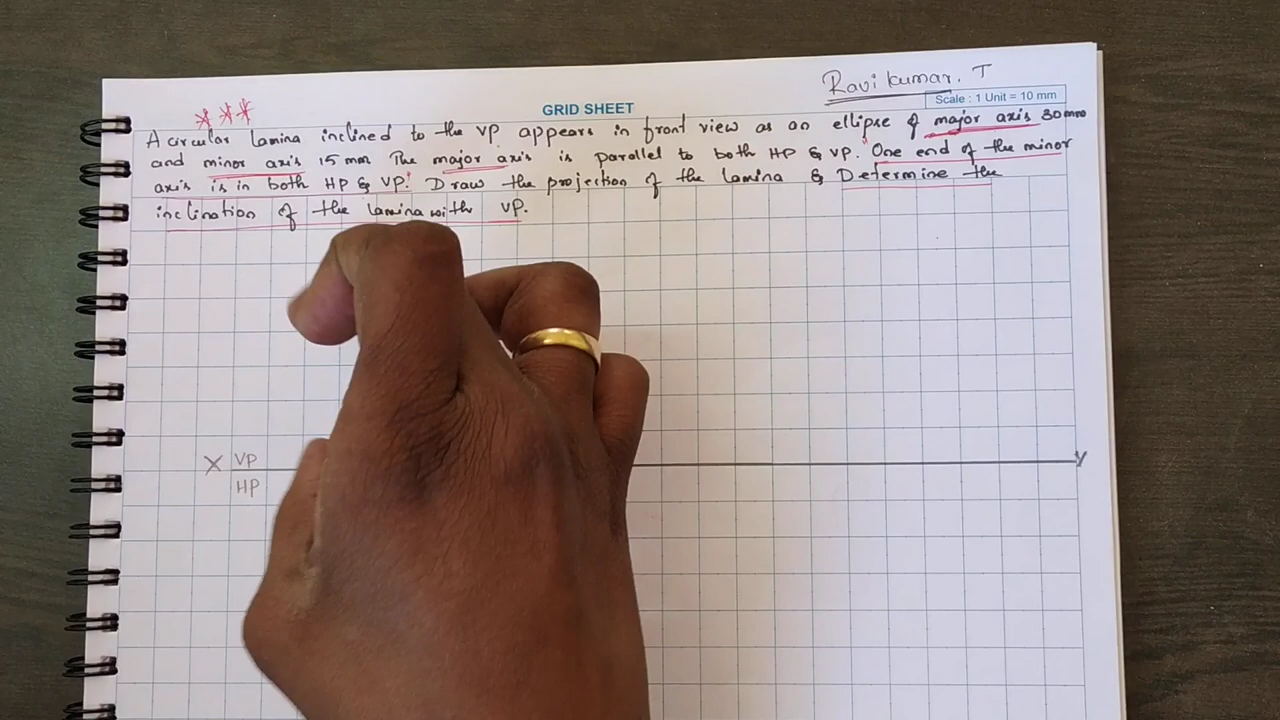 Ravi kumar. T
GRID SHEET
Scale : 1 Unit = 10 mm
A circular lamina inclined to the VP appears in front view as an ellipse of major axis 30mm
and minor axis 15 mm. The major axis is parallel to both HP & VP. "One end of the minor
axis is in both HP & VP". Draw the projection of the lamina & Determine the
inclination of the lamina with VP.
X VP Y
HP